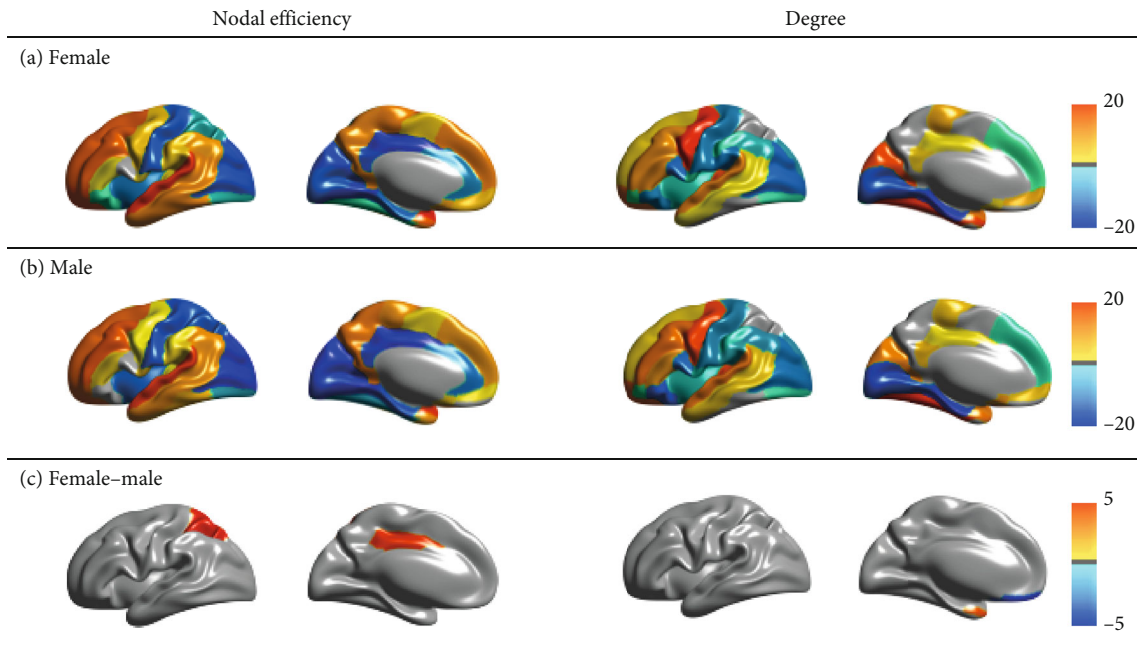 Nodal efficiency Degree
(a) Female
20
–20
(b) Male
20
–20
(c) Female–male
5
–5